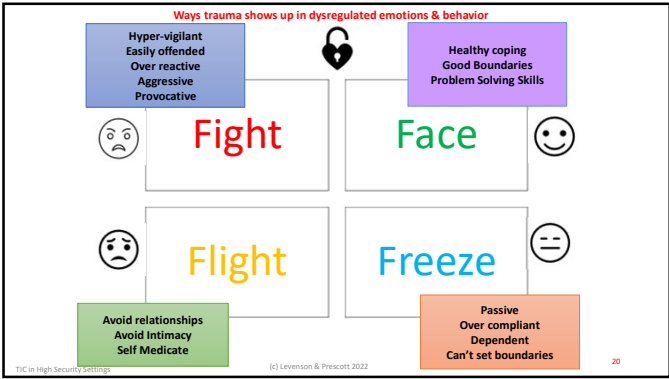 Ways trauma shows up in dysregulated emotions & behavior
Hyper-vigilant
Easily offended
Over reactive
Aggressive
Provocative
Healthy coping
Good Boundaries
Problem Solving Skills
Fight
Face
Flight
Freeze
Avoid relationships
Avoid Intimacy
Self Medicate
Passive
Over compliant
Dependent
Can't set boundaries
TIC in High Security Settings
(c) Levenson & Prescott 2022
20